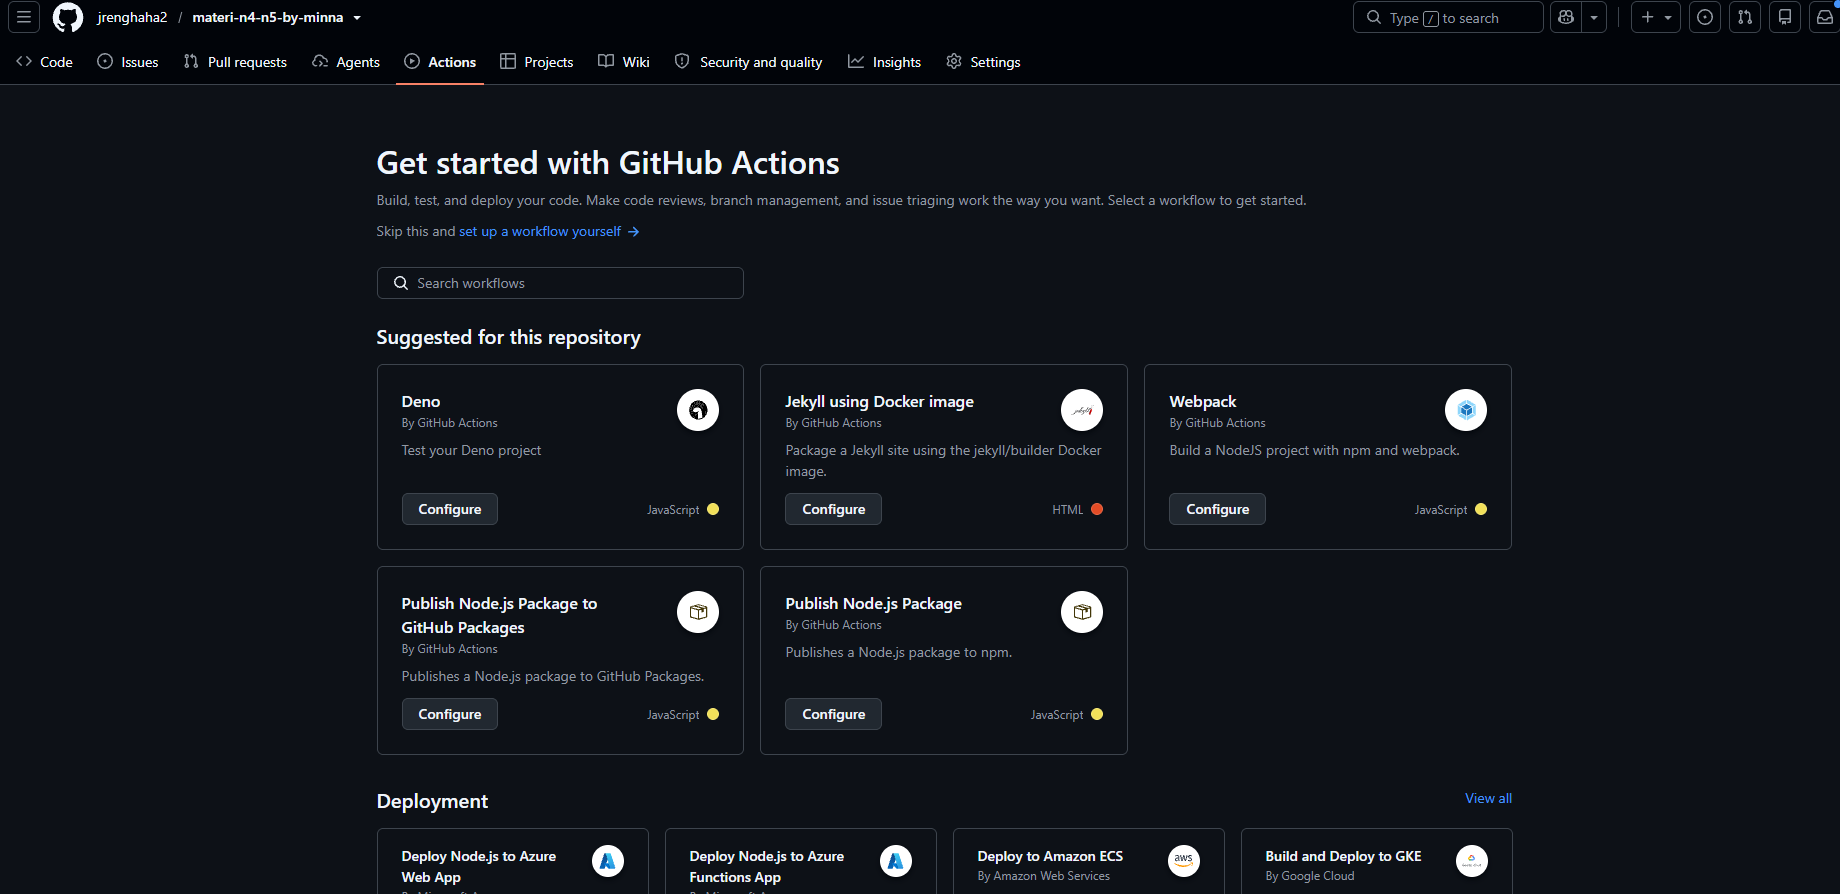 jrenghaha2 / materi-n4-n5-by-minna
Type / to search
Code Issues Pull requests Agents Actions Projects Wiki Security and quality Insights Settings
Get started with GitHub Actions
Build, test, and deploy your code. Make code reviews, branch management, and issue triaging work the way you want. Select a workflow to get started.
Skip this and set up a workflow yourself →
Search workflows
Suggested for this repository
Deno
By GitHub Actions
Test your Deno project
Configure
JavaScript
Jekyll using Docker image
By GitHub Actions
Package a Jekyll site using the jekyll/builder Docker
image.
Configure
HTML
Webpack
By GitHub Actions
Build a NodeJS project with npm and webpack.
Configure
JavaScript
Publish Node.js Package to
GitHub Packages
By GitHub Actions
Publishes a Node.js package to GitHub Packages.
Configure
JavaScript
Publish Node.js Package
By GitHub Actions
Publishes a Node.js package to npm.
Configure
JavaScript
Deployment
View all
Deploy Node.js to Azure
Web App
Deploy Node.js to Azure
Functions App
Deploy to Amazon ECS
By Amazon Web Services
aws
Build and Deploy to GKE
By Google Cloud